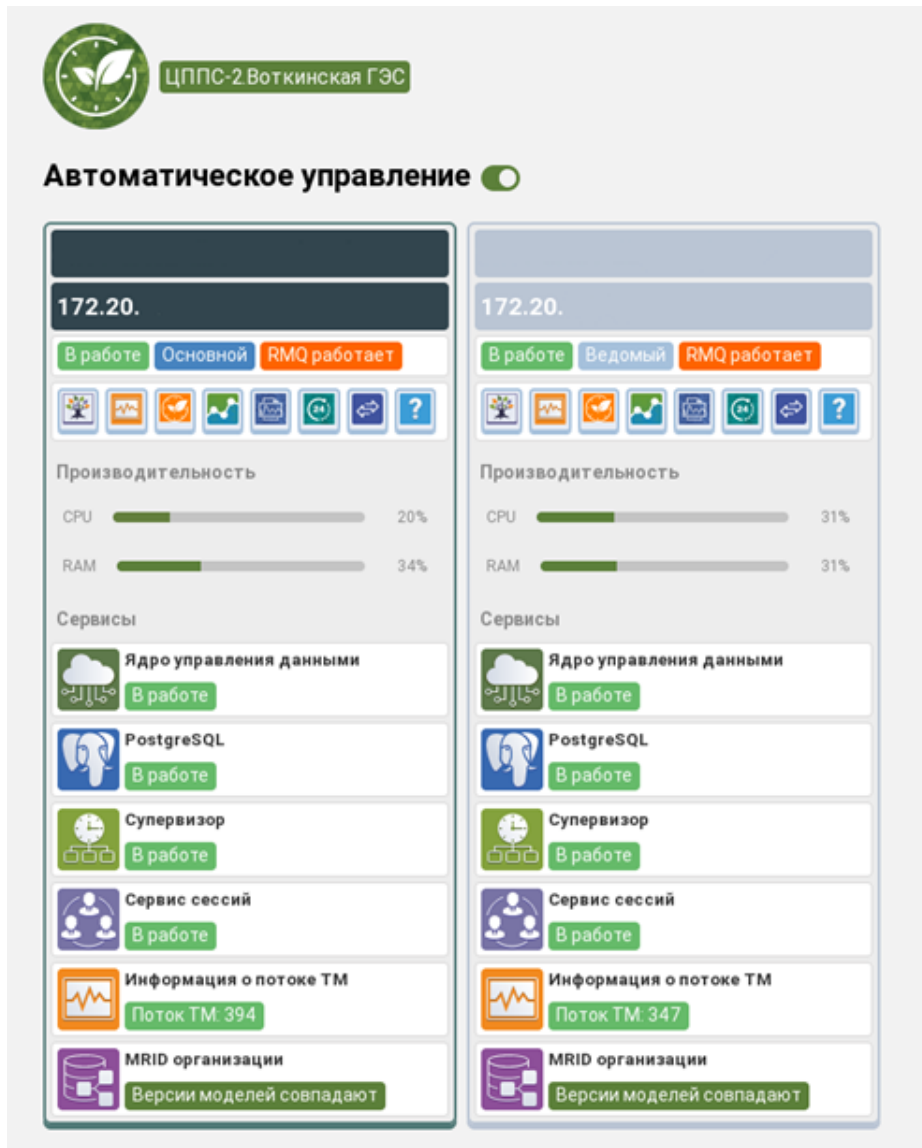 ЦППС-2.Воткинская ГЭС
Автоматическое управление
172.20.
В работе Основной RMQ работает
24
?
Производительность
CPU 20%
RAM 34%
Сервисы
Ядро управления данными
В работе
PostgreSQL
В работе
Супервизор
В работе
Сервис сессий
В работе
Информация о потоке ТМ
Поток ТМ: 394
MRID организации
Версии моделей совпадают
172.20.
В работе Ведомый RMQ работает
24
?
Производительность
CPU 31%
RAM 31%
Сервисы
Ядро управления данными
В работе
PostgreSQL
В работе
Супервизор
В работе
Сервис сессий
В работе
Информация о потоке ТМ
Поток ТМ: 347
MRID организации
Версии моделей совпадают